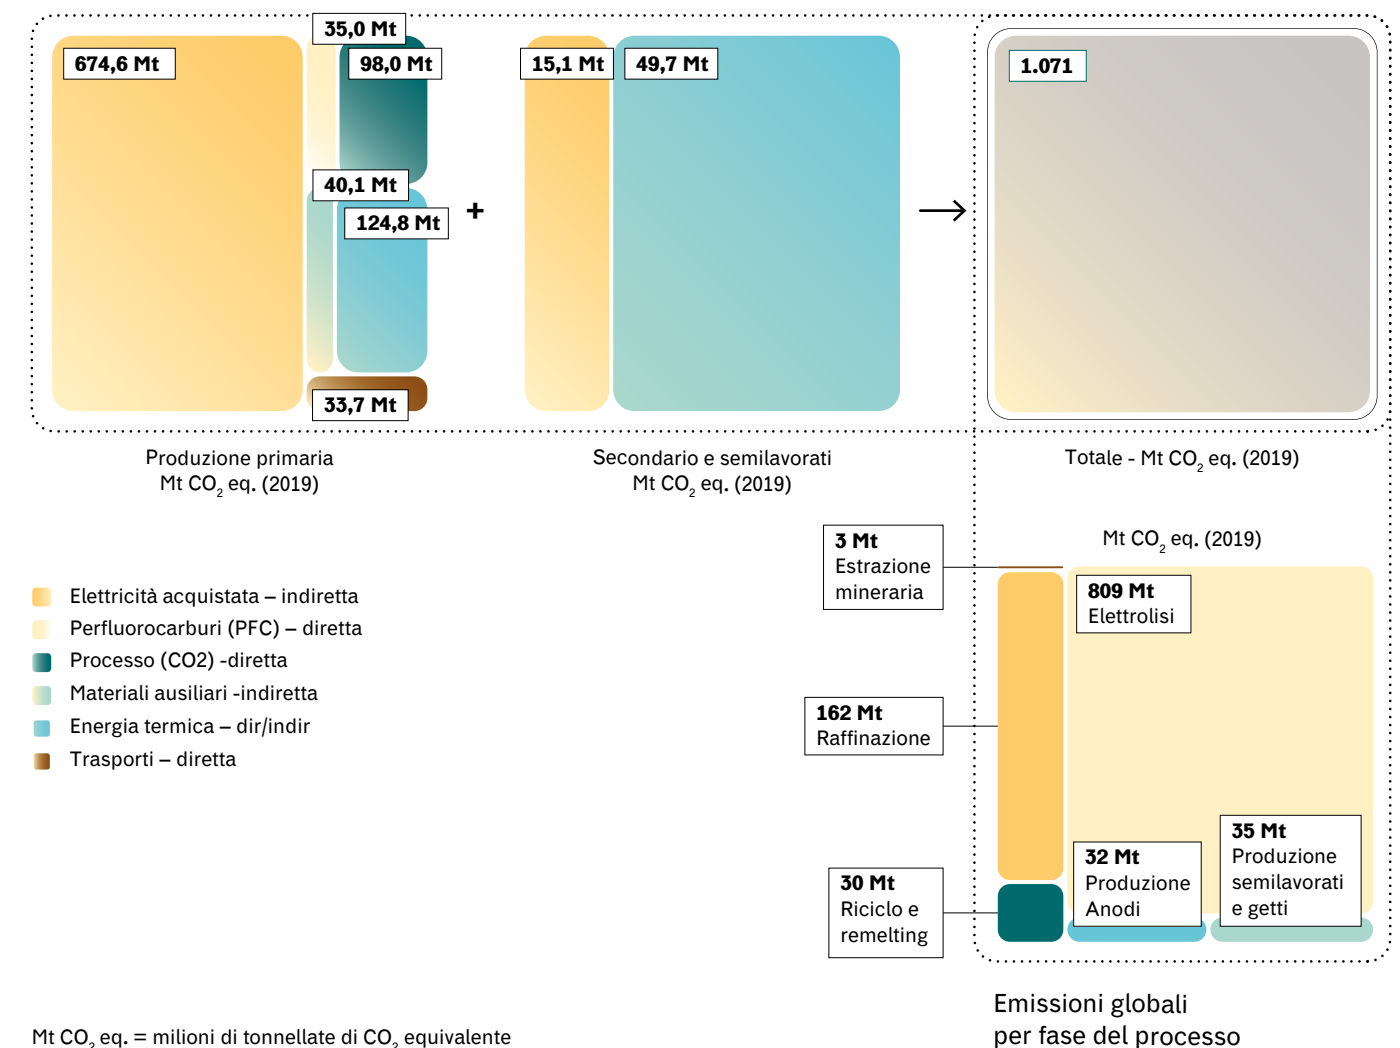 35,0 Mt
674,6 Mt
98,0 Mt
15,1 Mt
49,7 Mt
1.071
40,1 Mt
124,8 Mt
+
33,7 Mt
Produzione primaria
Mt CO₂ eq. (2019)
Secondario e semilavorati
Mt CO₂ eq. (2019)
Totale - Mt CO₂ eq. (2019)
Elettricità acquistata – indiretta
Perfluorocarburi (PFC) – diretta
Processo (CO2) -diretta
Materiali ausiliari -indiretta
Energia termica – dir/indir
Trasporti – diretta
Mt CO₂ eq. (2019)
3 Mt
Estrazione
mineraria
809 Mt
Elettrolisi
162 Mt
Raffinazione
30 Mt
Riciclo e
remelting
32 Mt
Produzione
Anodi
35 Mt
Produzione
semilavorati
e getti
Emissioni globali
per fase del processo
Mt CO₂ eq. = milioni di tonnellate di CO₂ equivalente